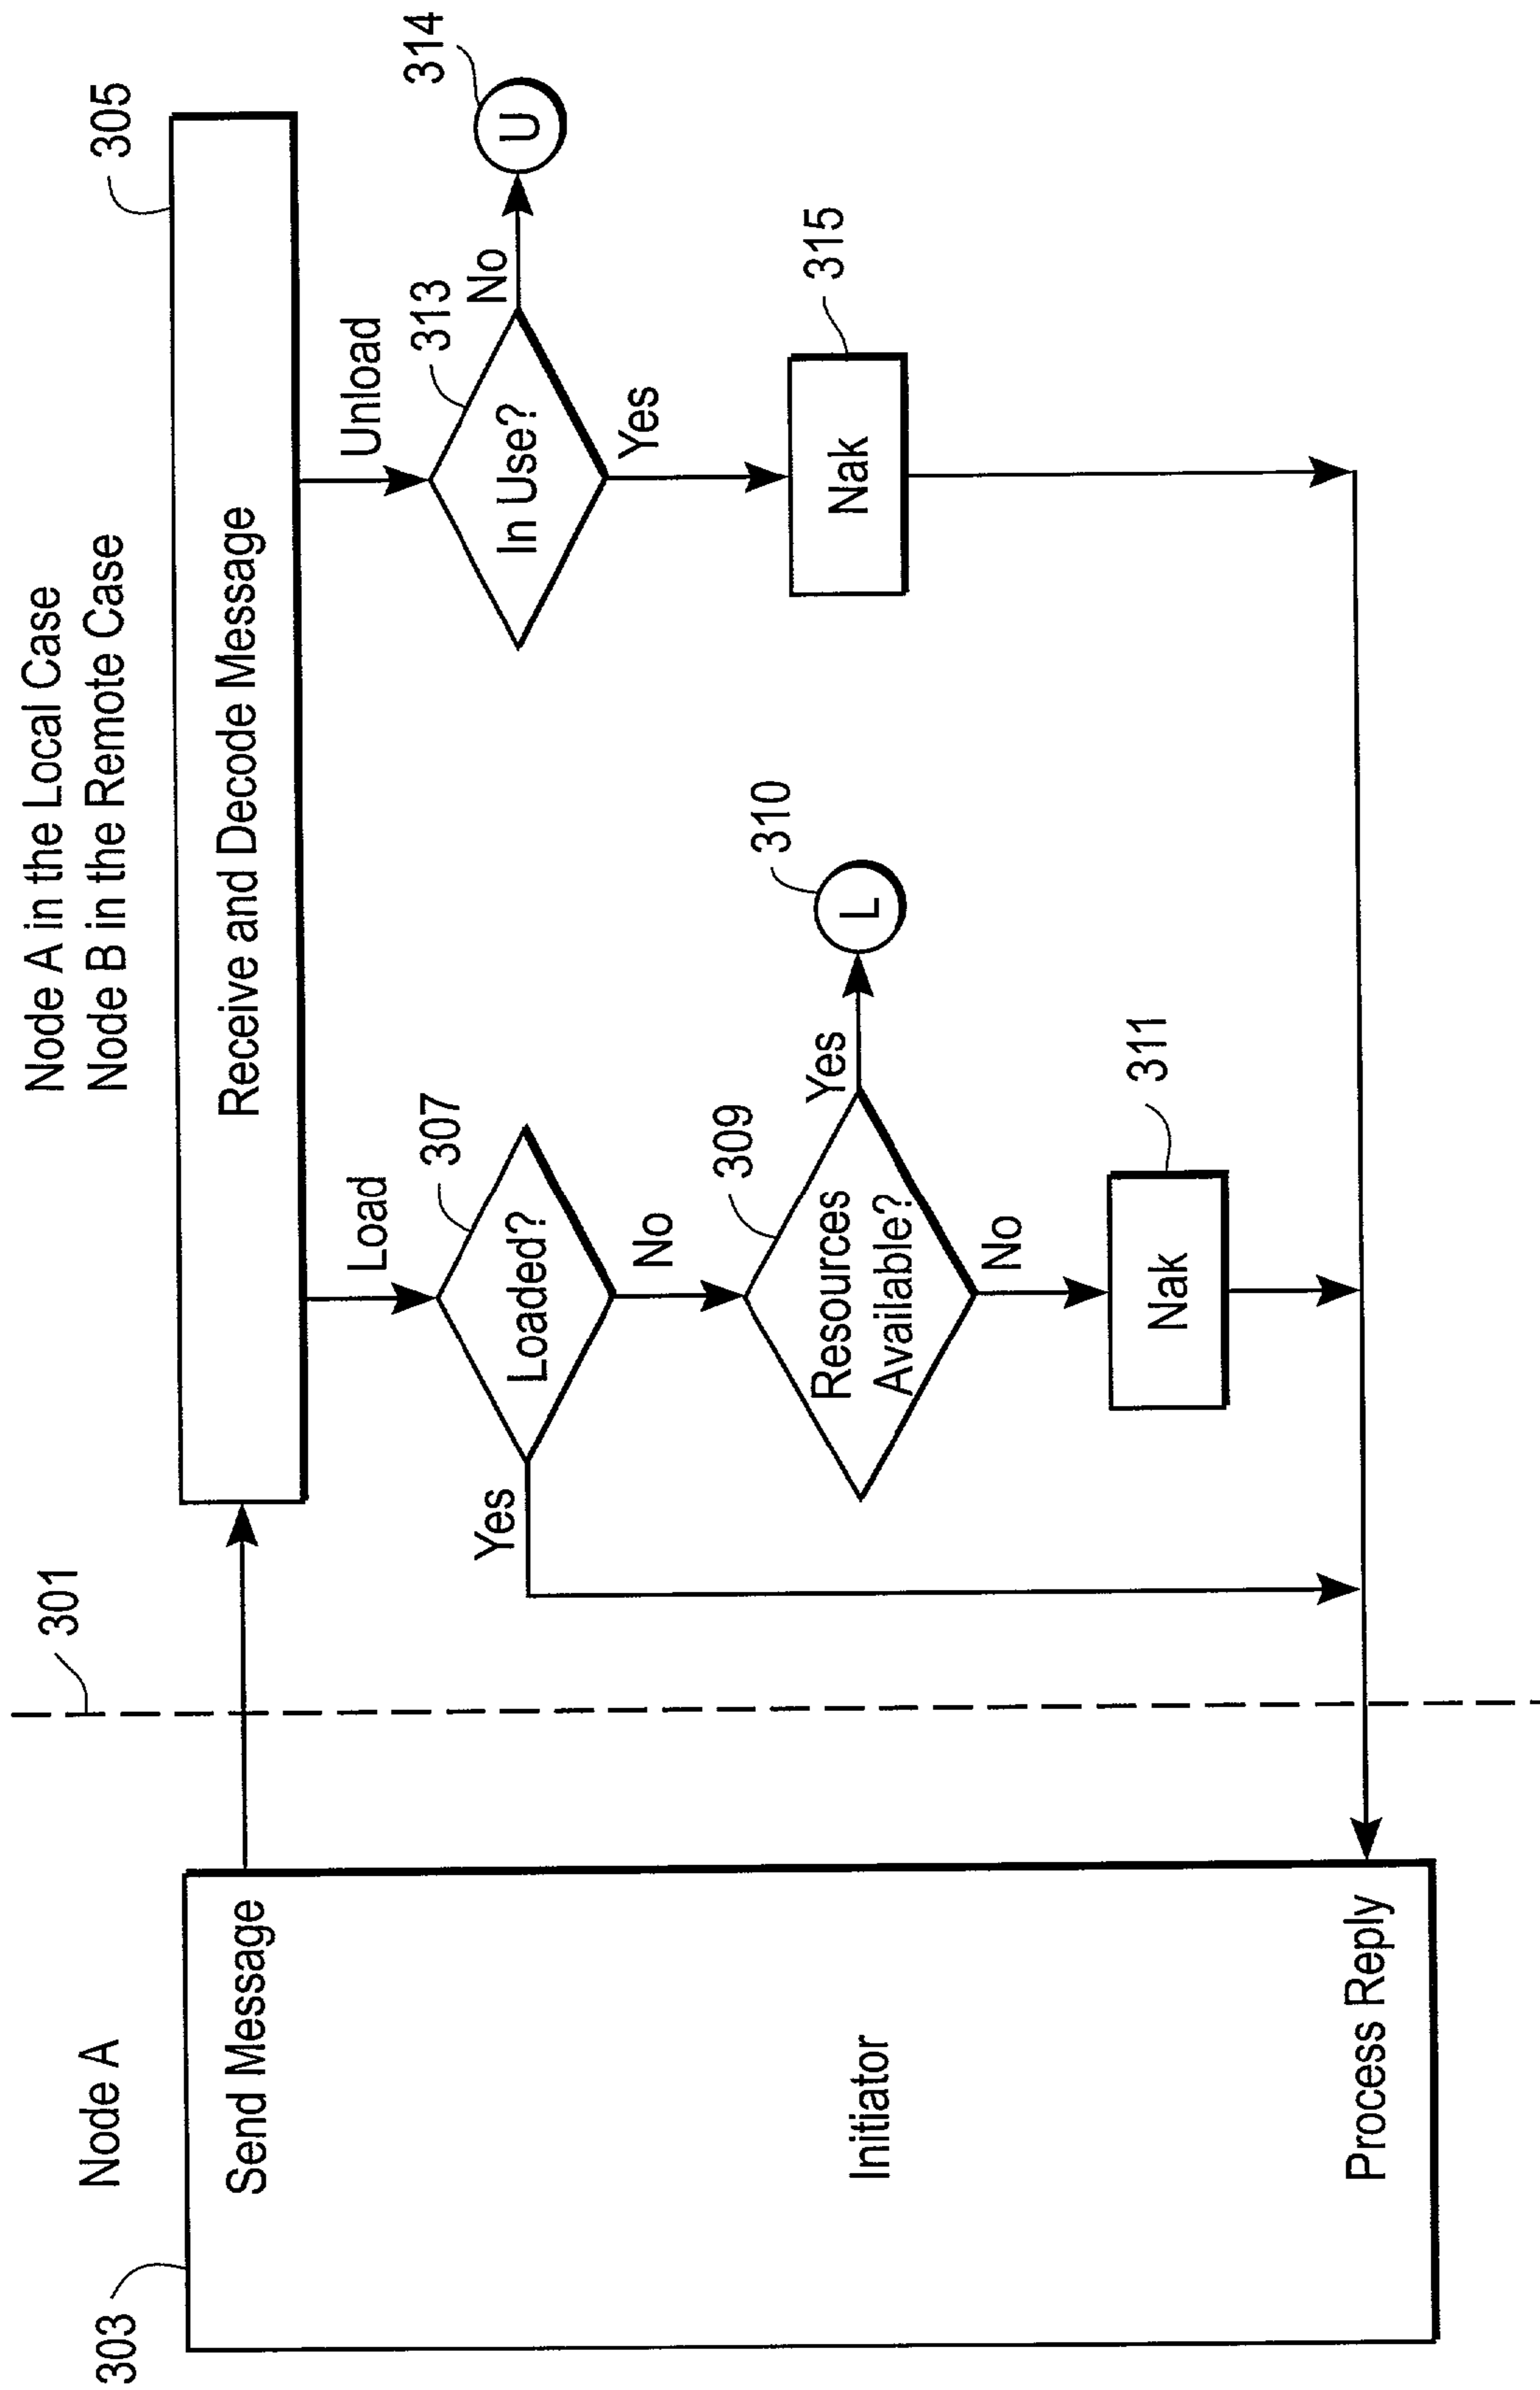 Node A
Node A in the Local Case
Node B in the Remote Case
301
303
305
Send Message
Receive and Decode Message
Load
Unload
307
Loaded?
Yes
No
313
In Use?
No
314
U
Yes
309
Resources
Available?
Yes
310
L
No
315
Nak
311
Nak
Initiator
Process Reply